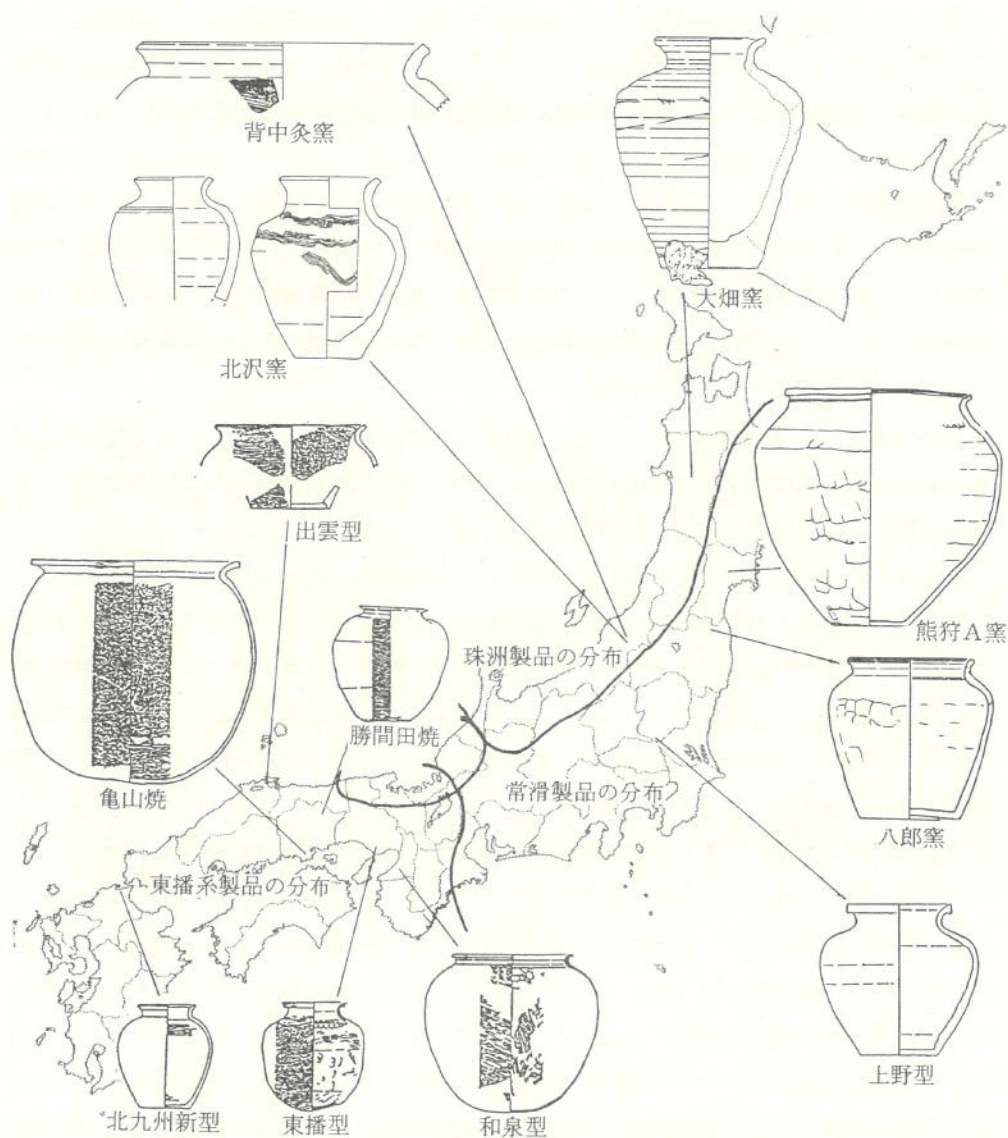 背中灸窯
大畑窯
北沢窯
出雲型
熊狩A窯
珠洲製品の分布
勝間田焼
亀山焼
常滑製品の分布
八郎窯
東播系製品の分布
上野型
北九州新型
東播型
和泉型